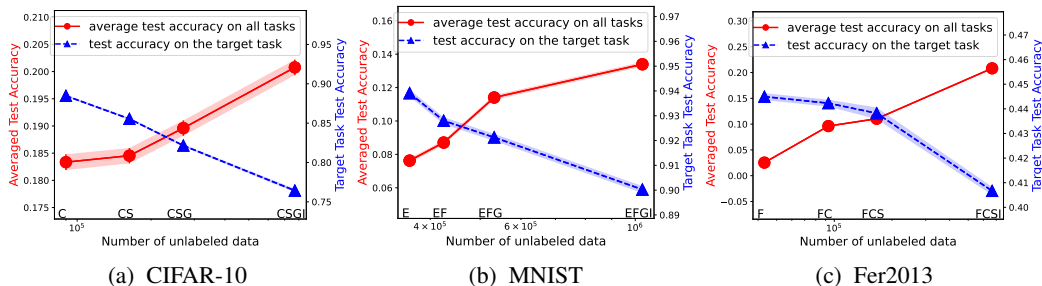 average test accuracy on all tasks
test accuracy on the target task
Averaged Test Accuracy
0.210
0.205
0.200
0.195
0.190
0.185
0.180
0.175
Target Task Test Accuracy
0.95
0.90
0.85
0.80
0.75
C CS CSG CSGI
10⁵
Number of unlabeled data
(a) CIFAR-10
average test accuracy on all tasks
test accuracy on the target task
Averaged Test Accuracy
0.16
0.14
0.12
0.10
0.08
0.06
Target Task Test Accuracy
0.97
0.96
0.95
0.94
0.93
0.92
0.91
0.90
0.89
E EF EFG EFGI
4 × 10⁵ 6 × 10⁵ 10⁶
Number of unlabeled data
(b) MNIST
average test accuracy on all tasks
test accuracy on the target task
Averaged Test Accuracy
0.30
0.25
0.20
0.15
0.10
0.05
0.00
−0.05
Target Task Test Accuracy
0.47
0.46
0.45
0.44
0.43
0.42
0.41
0.40
F FC FCS FCSI
10⁵
Number of unlabeled data
(c) Fer2013